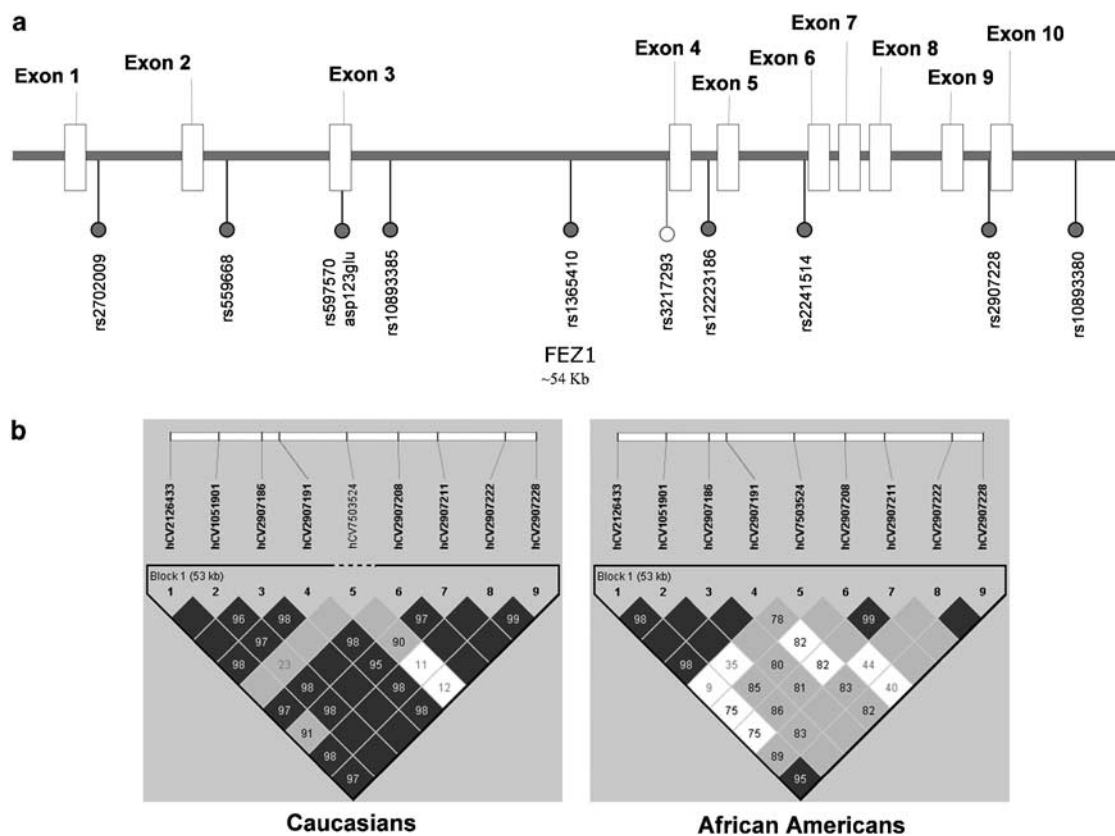 a
Exon 1
Exon 2
Exon 3
Exon 4
Exon 5
Exon 6
Exon 7
Exon 8
Exon 9
Exon 10
rs2702009
rs559668
rs597570
asp123glu
rs10893385
rs1365410
rs3217293
rs12223186
rs2241514
rs2907228
rs10893380
FEZ1
~54 Kb
b
hCV2126433
hCV1051901
hCV2907186
hCV2907191
hCV7503524
hCV2907208
hCV2907211
hCV2907222
hCV2907228
Block 1 (53 kb)
1 2 3 4 5 6 7 8 9
96 98 97 99
97 98 90
98 23 95 11
98 98 12
97 98 98
91
98
97
Caucasians
hCV2126433
hCV1051901
hCV2907186
hCV2907191
hCV7503524
hCV2907208
hCV2907211
hCV2907222
hCV2907228
Block 1 (53 kb)
1 2 3 4 5 6 7 8 9
98 78 99
82
98 35 80 82 44
9 85 81 83 40
75 86 82
75 83
89
95
African Americans